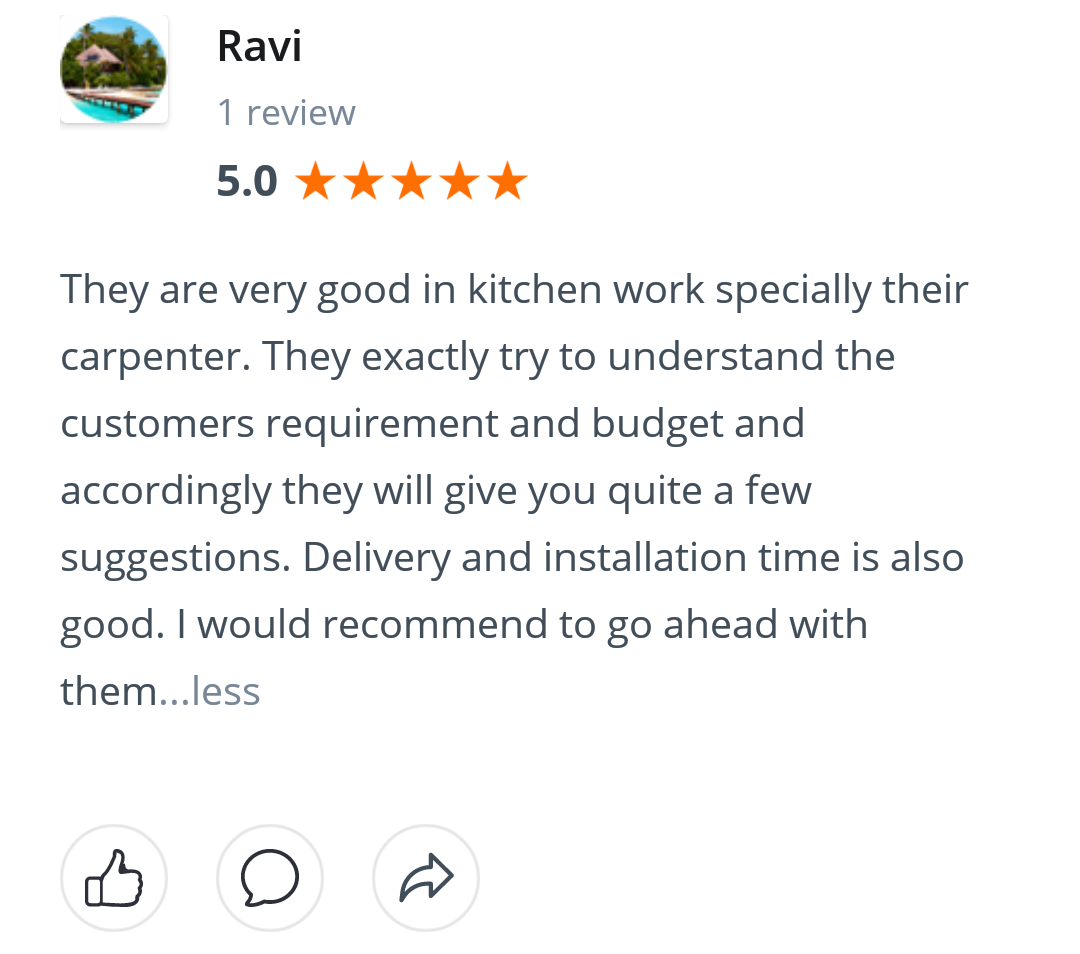 Ravi
1 review
5.0
They are very good in kitchen work specially their
carpenter. They exactly try to understand the
customers requirement and budget and
accordingly they will give you quite a few
suggestions. Delivery and installation time is also
good. I would recommend to go ahead with
them...less